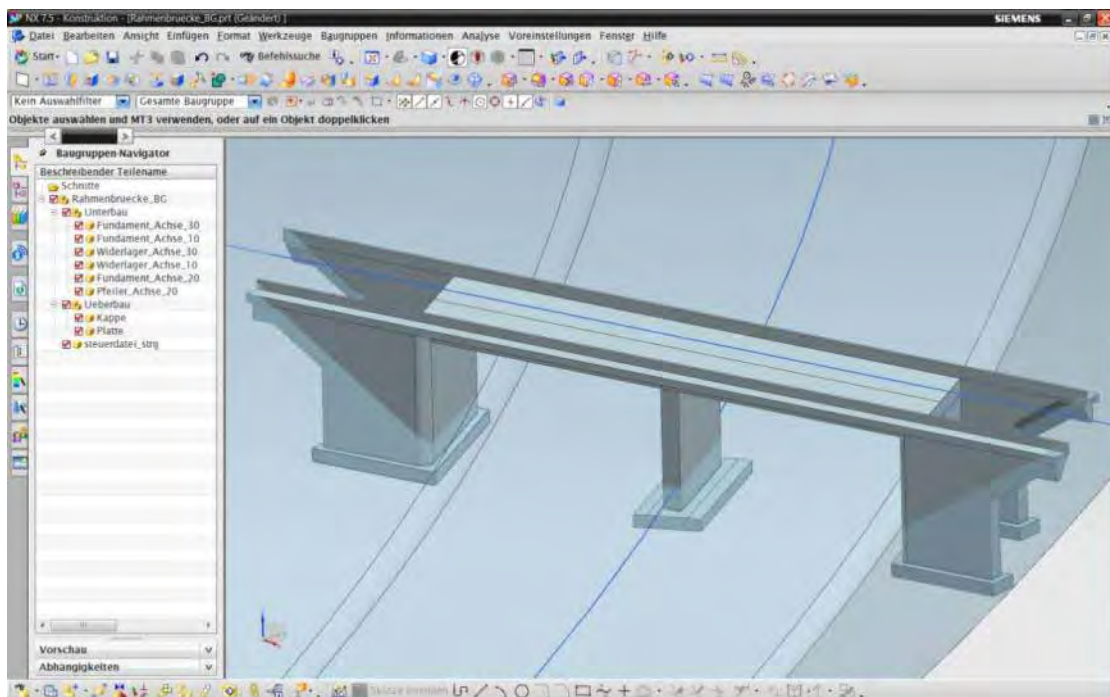 NX 7.5 - Konstruktion - [Rahmenbruecke_BG.prt (Geändert) ]
SIEMENS
Datei Bearbeiten Ansicht Einfügen Format Werkzeuge Baugruppen Informationen Analyse Voreinstellungen Fenster Hilfe
Start Befehlssuche
Kein Auswahlfilter Gesamte Baugruppe
Objekte auswählen und MT3 verwenden, oder auf ein Objekt doppelklicken
Baugruppen-Navigator
Beschreibender Teilename
Schnitte
Rahmenbruecke_BG
Unterbau
Fundament_Achse_30
Fundament_Achse_10
Widerlager_Achse_30
Widerlager_Achse_10
Fundament_Achse_20
Pfeiler_Achse_20
Ueberbau
Kappe
Platte
steuerdatei_strg
Vorschau
Abhängigkeiten